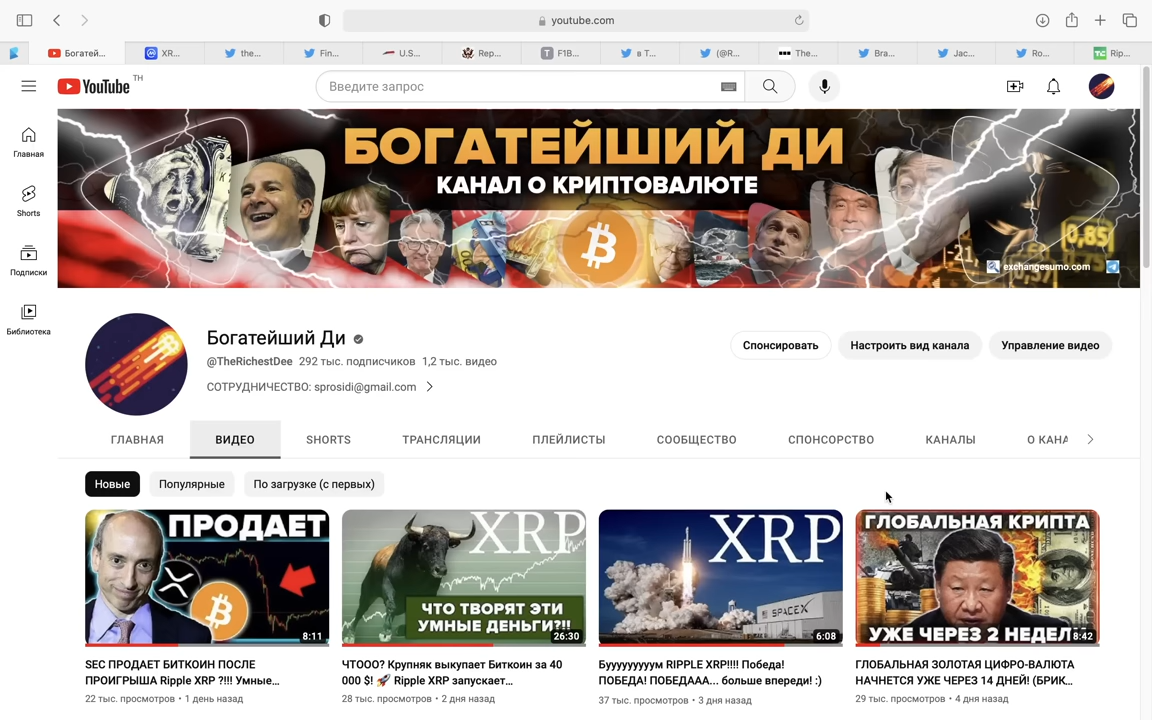 youtube.com
Богатей...
XR...
the...
Fin...
U.S...
Rep...
F1B...
в Т...
(@R...
The...
Bra...
Jac...
Ro...
Rip...
YouTube TH
Введите запрос
Главная
Shorts
Подписки
Библиотека
БОГАТЕЙШИЙ ДИ
КАНАЛ О КРИПТОВАЛЮТЕ
0,85
-21
exchangesumo.com
Богатейший Ди
@TheRichestDee 292 тыс. подписчиков 1,2 тыс. видео
СОТРУДНИЧЕСТВО: sprosidi@gmail.com
Спонсировать
Настроить вид канала
Управление видео
ГЛАВНАЯ
ВИДЕО
SHORTS
ТРАНСЛЯЦИИ
ПЛЕЙЛИСТЫ
СООБЩЕСТВО
СПОНСОРСТВО
КАНАЛЫ
О КАНА
Новые
Популярные
По загрузке (с первых)
ПРОДАЕТ
8:11
SEC ПРОДАЕТ БИТКОИН ПОСЛЕ
ПРОИГРЫША Ripple XRP ?!!! Умные...
22 тыс. просмотров • 1 день назад
XRP
ЧТО ТВОРЯТ ЭТИ
УМНЫЕ ДЕНЬГИ?!!
26:30
ЧТООО? Крупняк выкупает Биткоин за 40
000 $! 🚀 Ripple XRP запускает...
28 тыс. просмотров • 2 дня назад
XRP
SPACEX
6:08
Бууууууууум RIPPLE XRP!!!! Победа!
ПОБЕДА! ПОБЕДААА... больше впереди! :)
37 тыс. просмотров • 3 дня назад
ГЛОБАЛЬНАЯ КРИПТА
УЖЕ ЧЕРЕЗ 2 НЕДЕЛ
8:42
ГЛОБАЛЬНАЯ ЗОЛОТАЯ ЦИФРО-ВАЛЮТА
НАЧНЕТСЯ УЖЕ ЧЕРЕЗ 14 ДНЕЙ! (БРИК...
29 тыс. просмотров • 4 дня назад